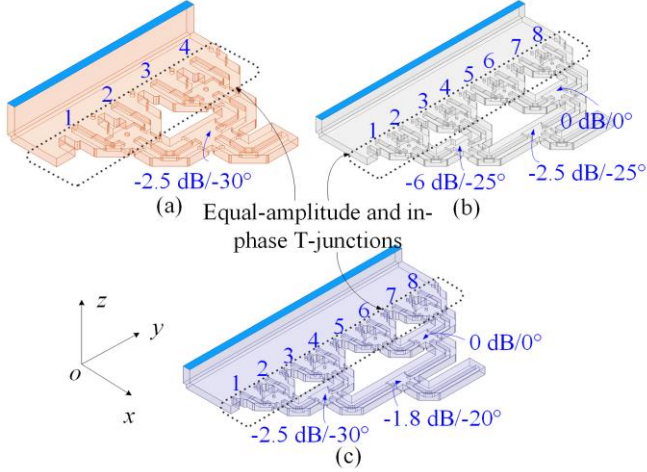 1 2 3 4
-2.5 dB/-30°
(a)
1 2 3 4 5 6 7 8
0 dB/0°
-2.5 dB/-25°
-6 dB/-25°
(b)
Equal-amplitude and in-
phase T-junctions
z
y
o
x
1 2 3 4 5 6 7 8
0 dB/0°
-1.8 dB/-20°
-2.5 dB/-30°
(c)